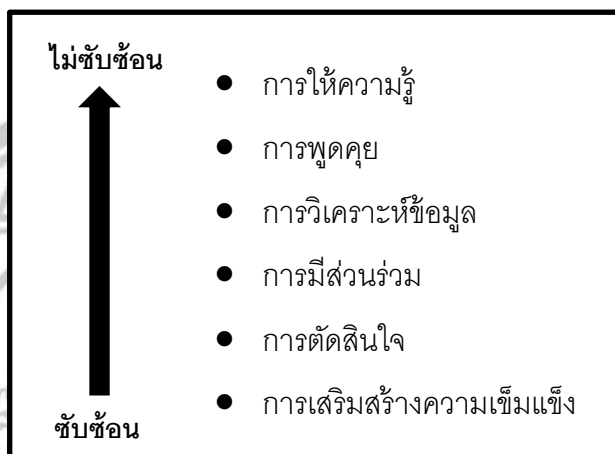 ไม่ซับซ้อน
● การให้ความรู้
● การพูดคุย
● การวิเคราะห์ข้อมูล
● การมีส่วนร่วม
● การตัดสินใจ
● การเสริมสร้างความเข็มแข็ง
ซับซ้อน